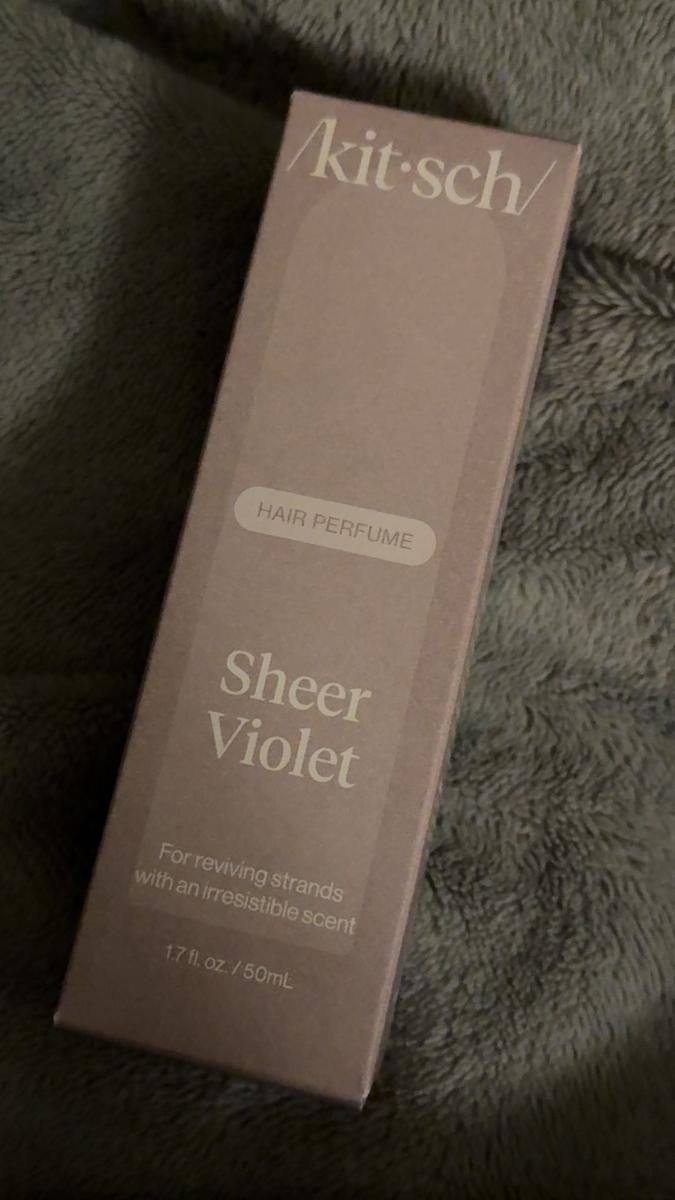 /kit·sch/
HAIR PERFUME
Sheer
Violet
For reviving strands
with an irresistible scent
1.7 fl. oz. / 50mL